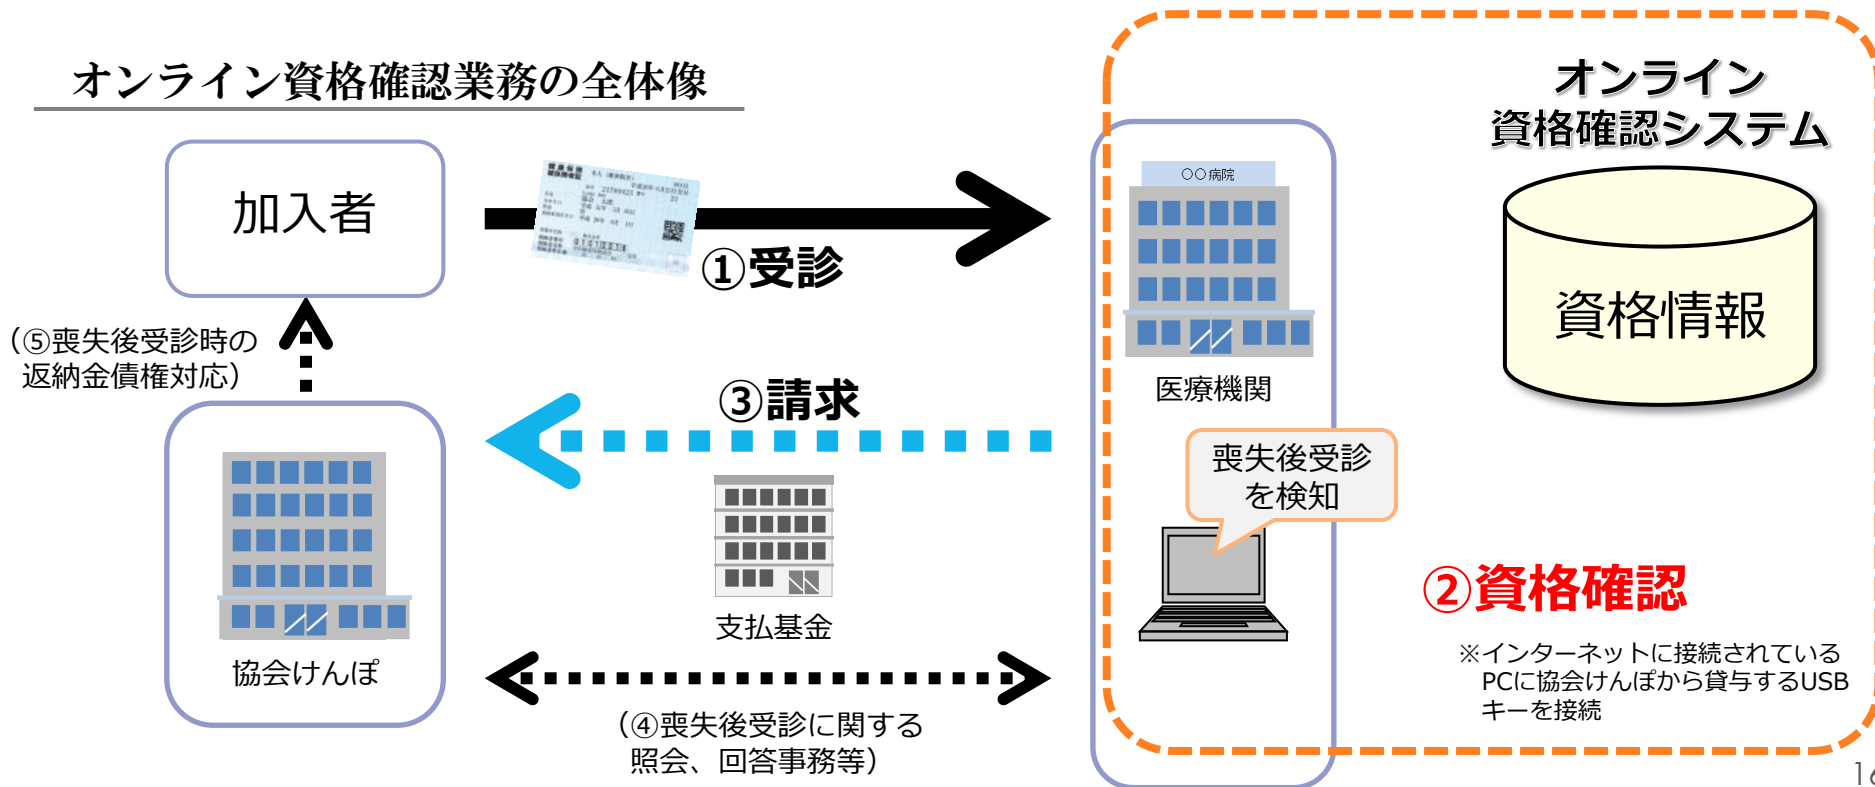 オンライン資格確認業務の全体像
オンライン
資格確認システム
加入者
①受診
〇〇病院
資格情報
(⑤喪失後受診時の
返納金債権対応)
③請求
医療機関
喪失後受診
を検知
②資格確認
支払基金
協会けんぽ
※インターネットに接続されている
PCに協会けんぽから貸与するUSB
キーを接続
(④喪失後受診に関する
照会、回答事務等)